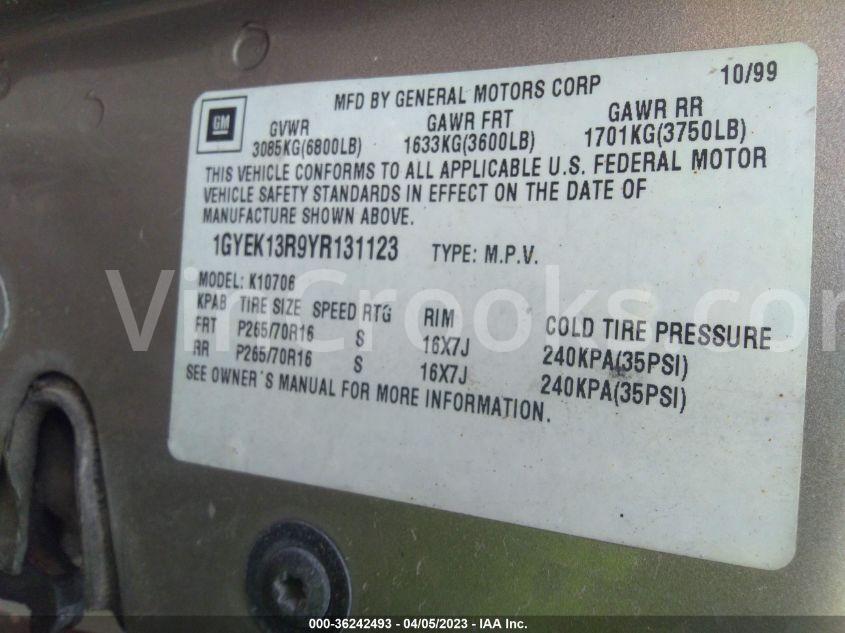 MFD BY GENERAL MOTORS CORP 10/99
GM
GVWR GAWR FRT GAWR RR
3085KG(6800LB) 1633KG(3600LB) 1701KG(3750LB)
THIS VEHICLE CONFORMS TO ALL APPLICABLE U.S. FEDERAL MOTOR
VEHICLE SAFETY STANDARDS IN EFFECT ON THE DATE OF
MANUFACTURE SHOWN ABOVE.
1GYEK13R9YR131123 TYPE: M.P.V.
VinCrooks.com
MODEL: K10706
KPAB TIRE SIZE SPEED RTG RIM COLD TIRE PRESSURE
FRT P265/70R16 S 16X7J 240KPA(35PSI)
RR P265/70R16 S 16X7J 240KPA(35PSI)
SEE OWNER'S MANUAL FOR MORE INFORMATION.
000-36242493 - 04/05/2023 - IAA Inc.